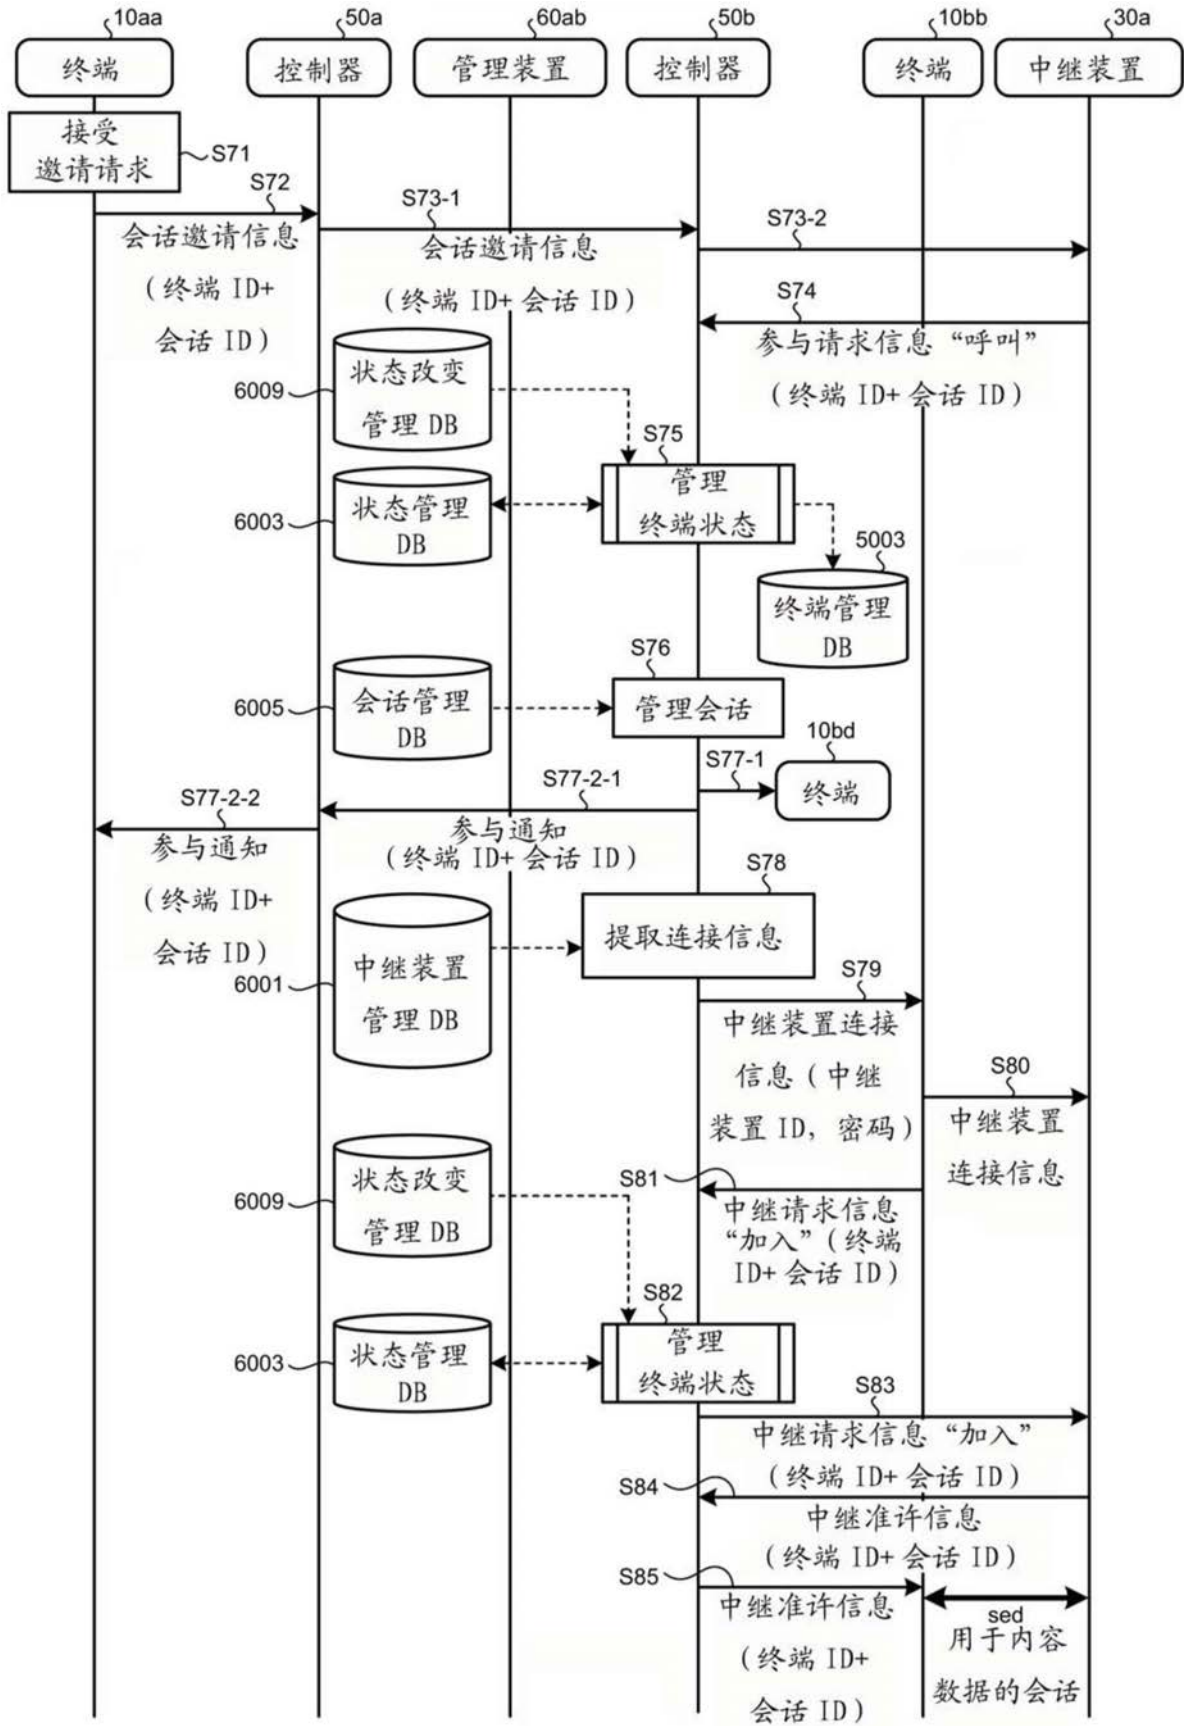 10aa
50a
60ab
50b
10bb
30a
终端
控制器
管理装置
控制器
终端
中继装置
接受
邀请请求
S71
S72
会话邀请信息
(终端 ID+
会话 ID)
S73-1
会话邀请信息
(终端 ID+ 会话 ID)
S73-2
S74
参与请求信息 “呼叫”
(终端 ID+ 会话 ID)
6009
状态改变
管理 DB
S75
管理
终端状态
6003
状态管理
DB
5003
终端管理
DB
S76
管理会话
6005
会话管理
DB
10bd
S77-1
终端
S77-2-1
参与通知
(终端 ID+ 会话 ID)
S77-2-2
参与通知
(终端 ID+
会话 ID)
S78
提取连接信息
6001
中继装置
管理 DB
S79
中继装置连接
信息 (中继
装置 ID, 密码)
S80
中继装置
连接信息
S81
中继请求信息
“加入” (终端
ID+ 会话 ID)
6009
状态改变
管理 DB
S82
管理
终端状态
6003
状态管理
DB
S83
中继请求信息 “加入”
(终端 ID+ 会话 ID)
S84
中继准许信息
(终端 ID+ 会话 ID)
S85
中继准许信息
(终端 ID+
会话 ID)
sed
用于内容
数据的会话